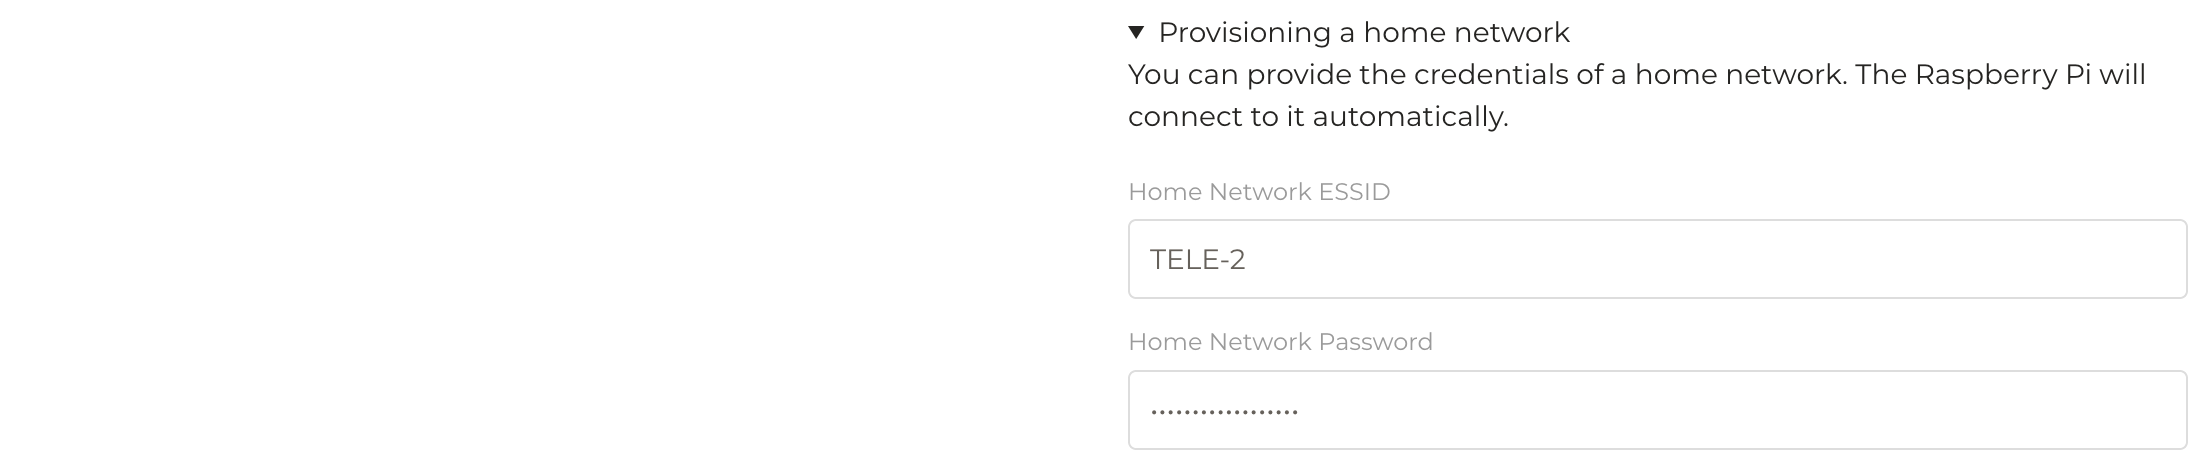 Provisioning a home network
You can provide the credentials of a home network. The Raspberry Pi will
connect to it automatically.
Home Network ESSID
TELE-2
Home Network Password
••••••••••••••••••